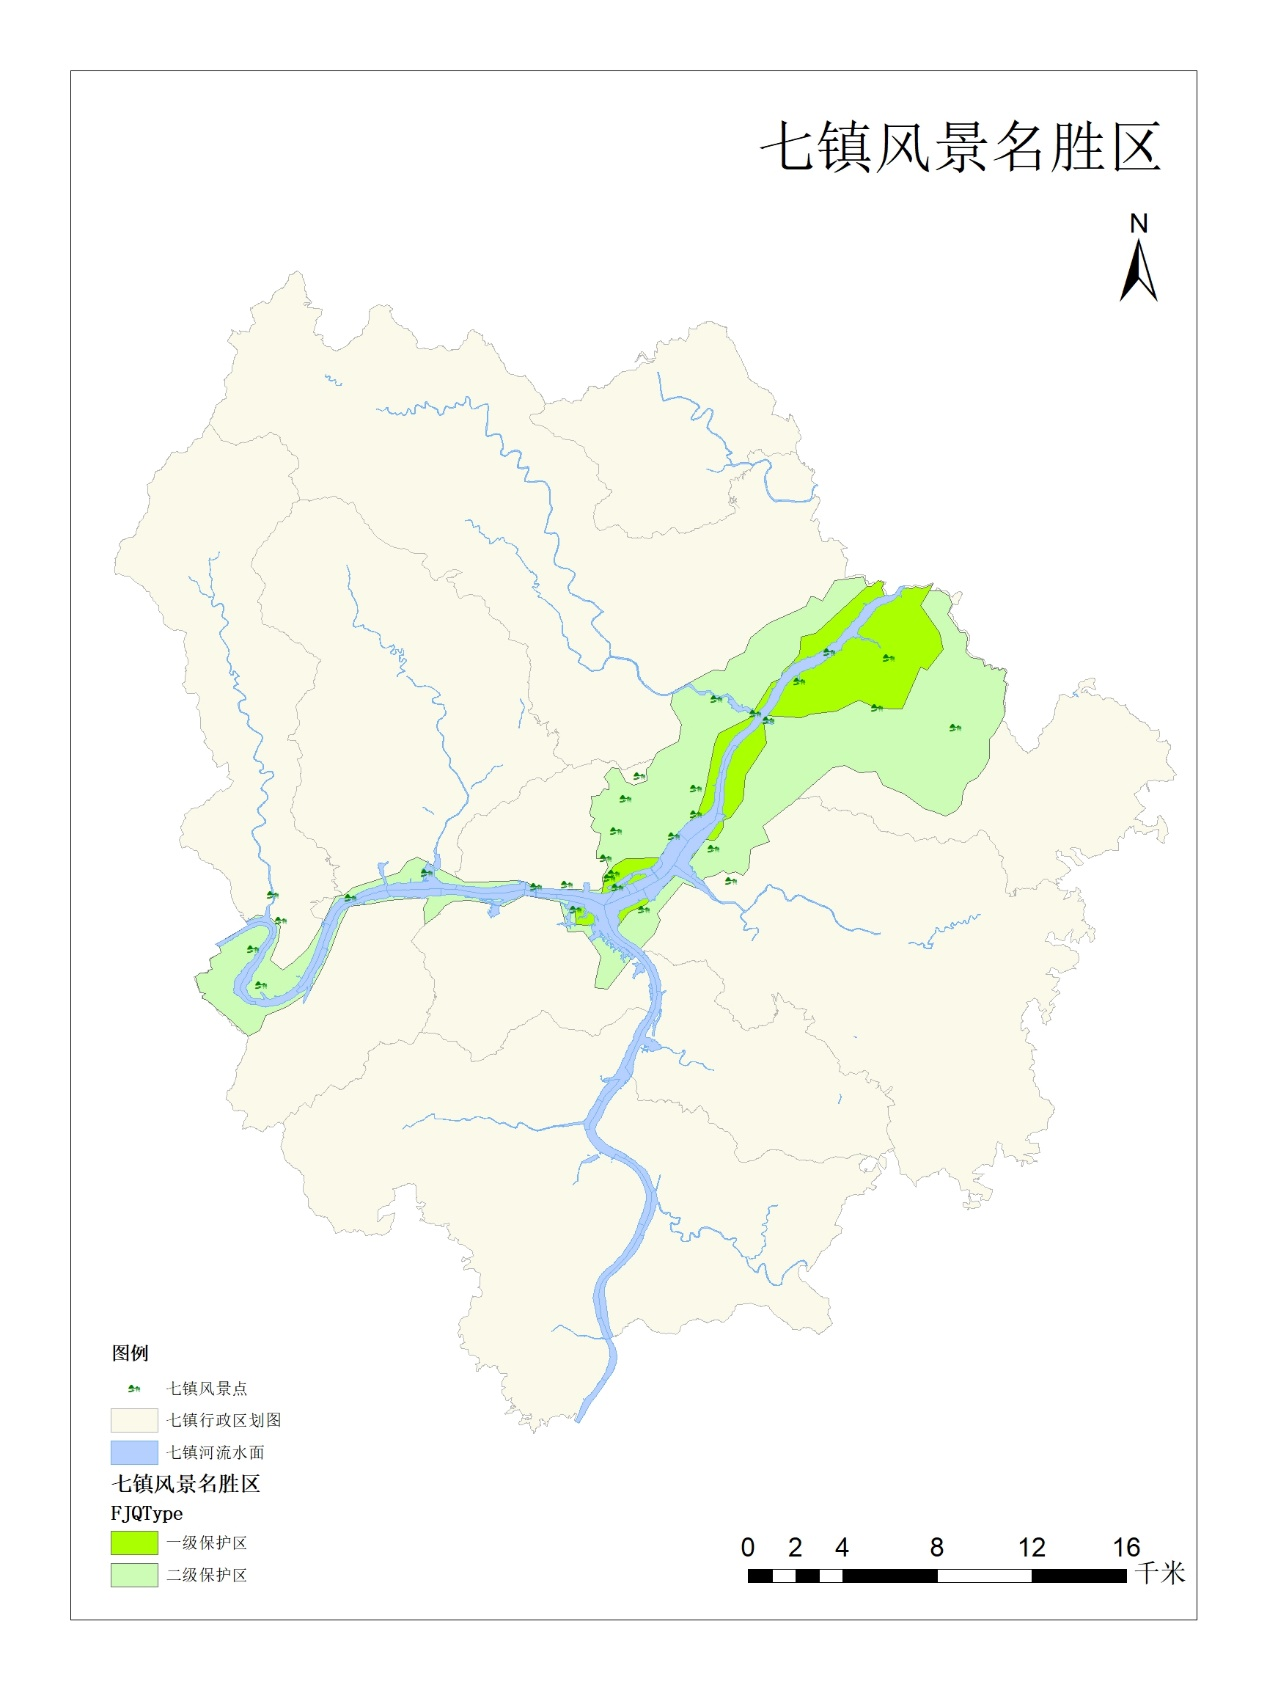 七镇风景名胜区
N
图例
七镇风景点
七镇行政区划图
七镇河流水面
七镇风景名胜区
FJQType
一级保护区
二级保护区
0 2 4 8 12 16
千米